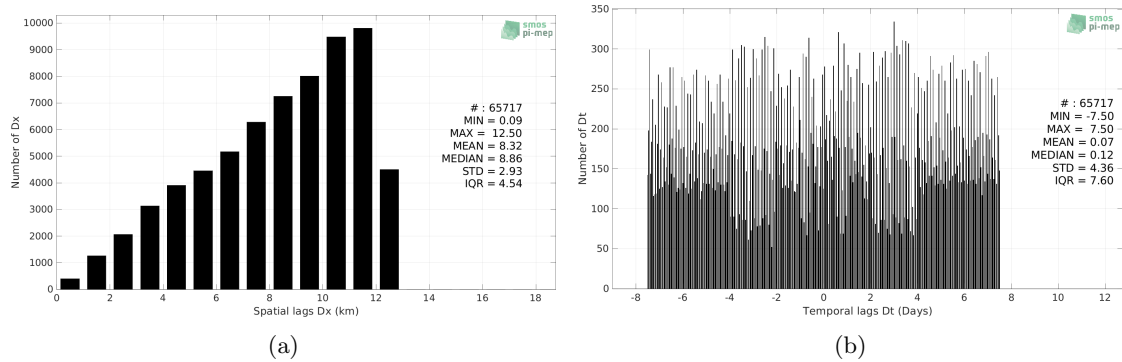 10000
9000
8000
7000
6000
5000
4000
3000
2000
1000
0
Number of Dx
0 2 4 6 8 10 12 14 16 18
Spatial lags Dx (km)
smos
pi-mep
# : 65717
MIN = 0.09
MAX = 12.50
MEAN = 8.32
MEDIAN = 8.86
STD = 2.93
IQR = 4.54
(a)
350
300
250
200
150
100
50
0
Number of Dt
-8 -6 -4 -2 0 2 4 6 8 10 12
Temporal lags Dt (Days)
smos
pi-mep
# : 65717
MIN = -7.50
MAX = 7.50
MEAN = 0.07
MEDIAN = 0.12
STD = 4.36
IQR = 7.60
(b)